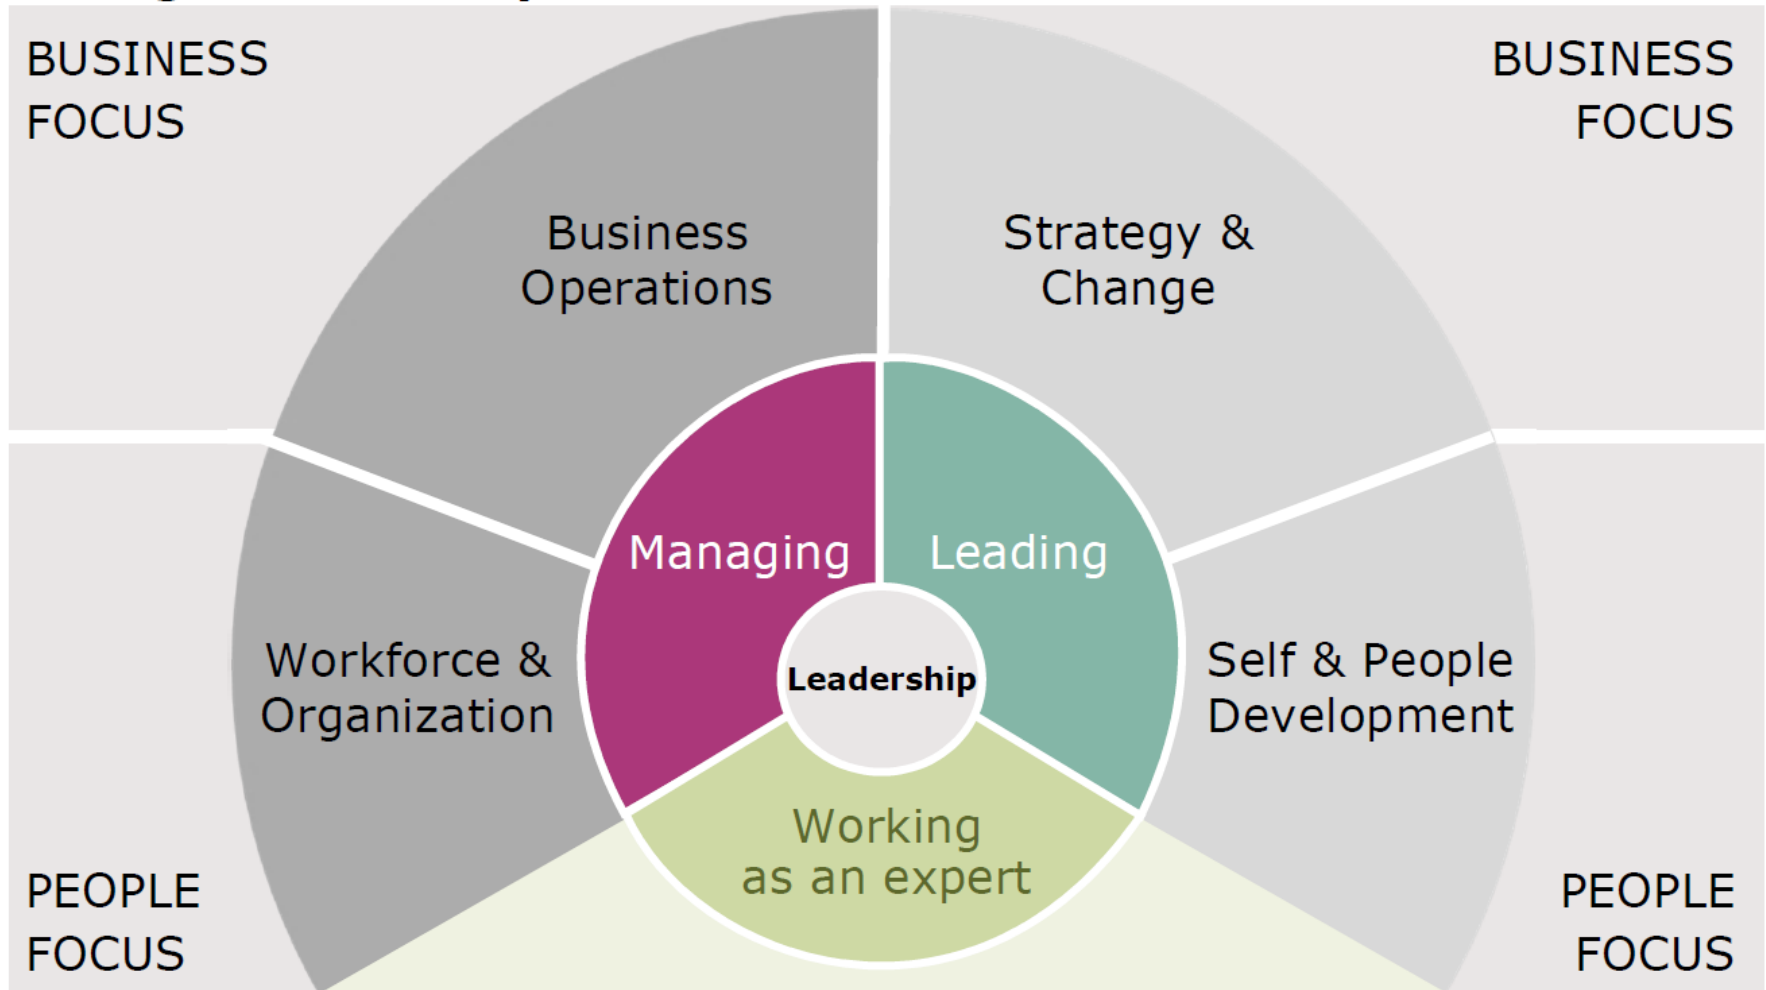 BUSINESS
FOCUS
BUSINESS
FOCUS
Business
Operations
Strategy &
Change
Managing
Leading
Workforce &
Organization
Leadership
Self & People
Development
Working
as an expert
PEOPLE
FOCUS
PEOPLE
FOCUS